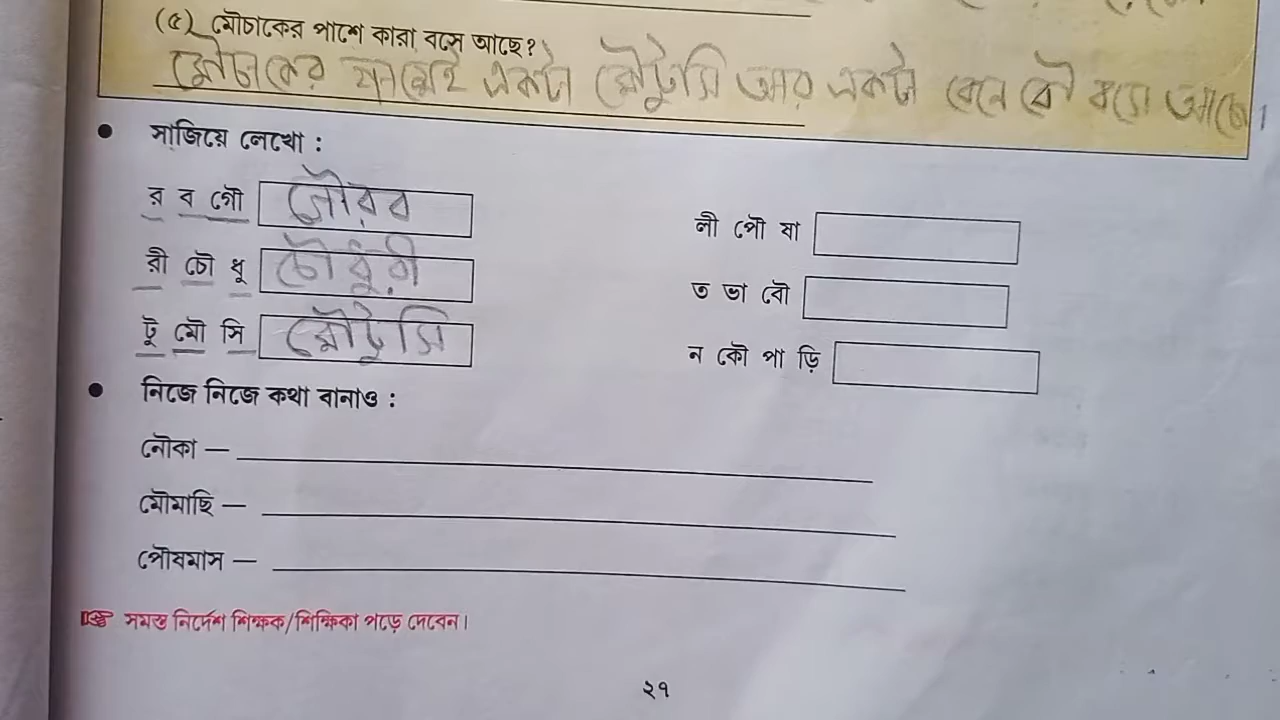 (৫) মৌচাকের পাশে কারা বসে আছে?
মৌচাকের পাশেই একটা মৌটুসি আর একটা বেনে বৌ বসে আছে।
সাজিয়ে লেখো :
র ব গৌ গৌরব
রী চৌ ধু চৌধুরী
টু মৌ সি মৌটুসি
লী পৌ ষা
ত ভা বৌ
ন কৌ পা ড়ি
নিজে নিজে কথা বানাও :
নৌকা —
মৌমাছি —
পৌষমাস —
সমস্ত নির্দেশ শিক্ষক/শিক্ষিকা পড়ে দেবেন।
২৭